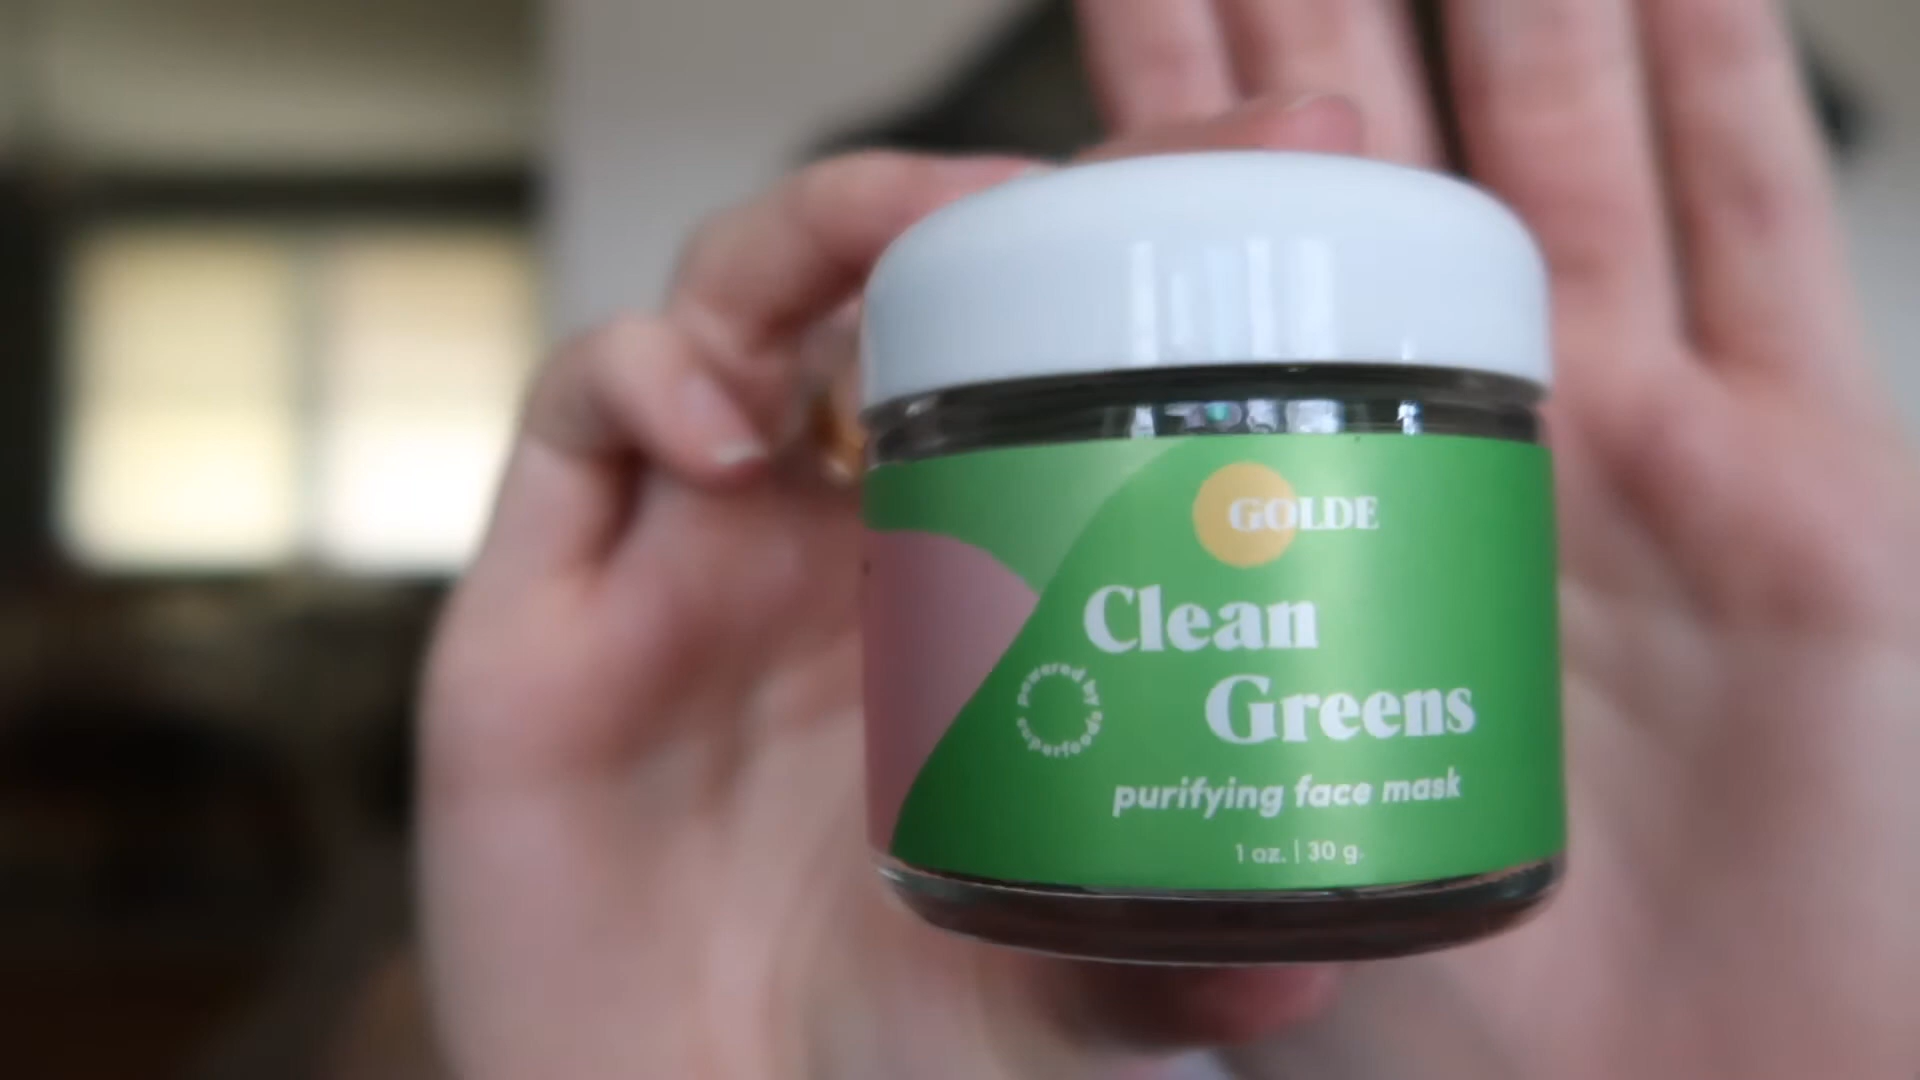 GOLDE
Clean
Greens
powered by superfoods
purifying face mask
1 oz. | 30 g.